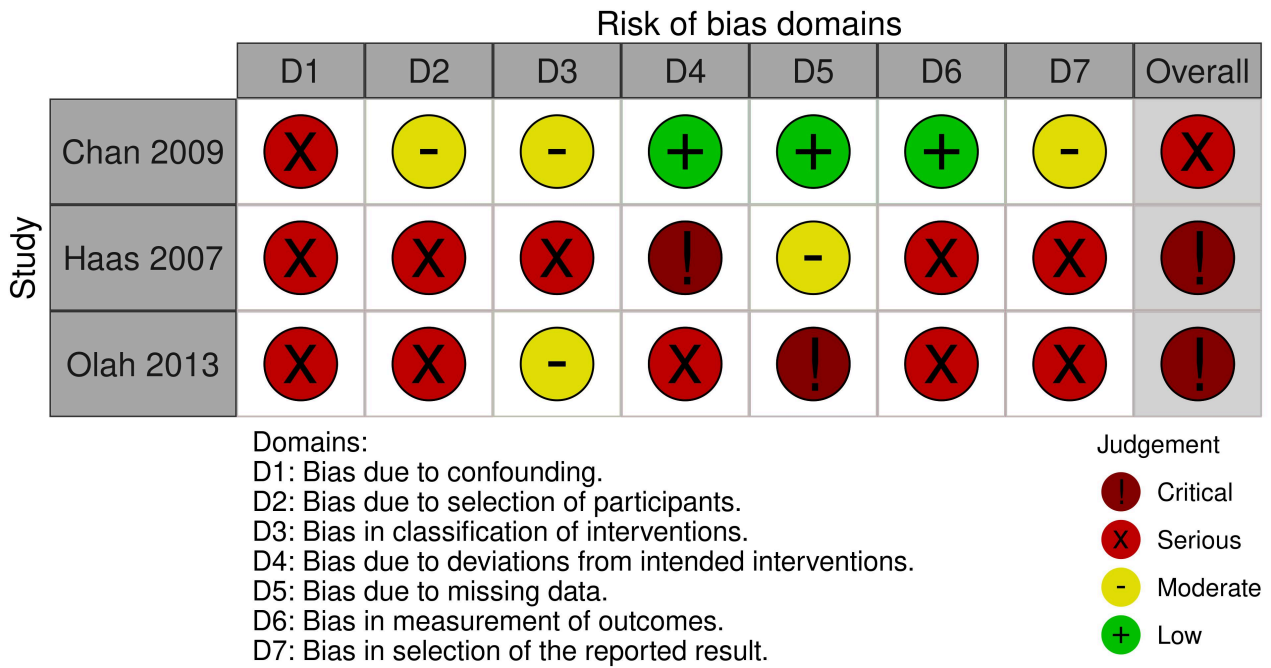 Risk of bias domains
D1 D2 D3 D4 D5 D6 D7 Overall
Study
Chan 2009 X - - + + + - X
Haas 2007 X X X ! - X X !
Olah 2013 X X - X ! X X !
Domains:
D1: Bias due to confounding.
D2: Bias due to selection of participants.
D3: Bias in classification of interventions.
D4: Bias due to deviations from intended interventions.
D5: Bias due to missing data.
D6: Bias in measurement of outcomes.
D7: Bias in selection of the reported result.
Judgement
! Critical
X Serious
- Moderate
+ Low